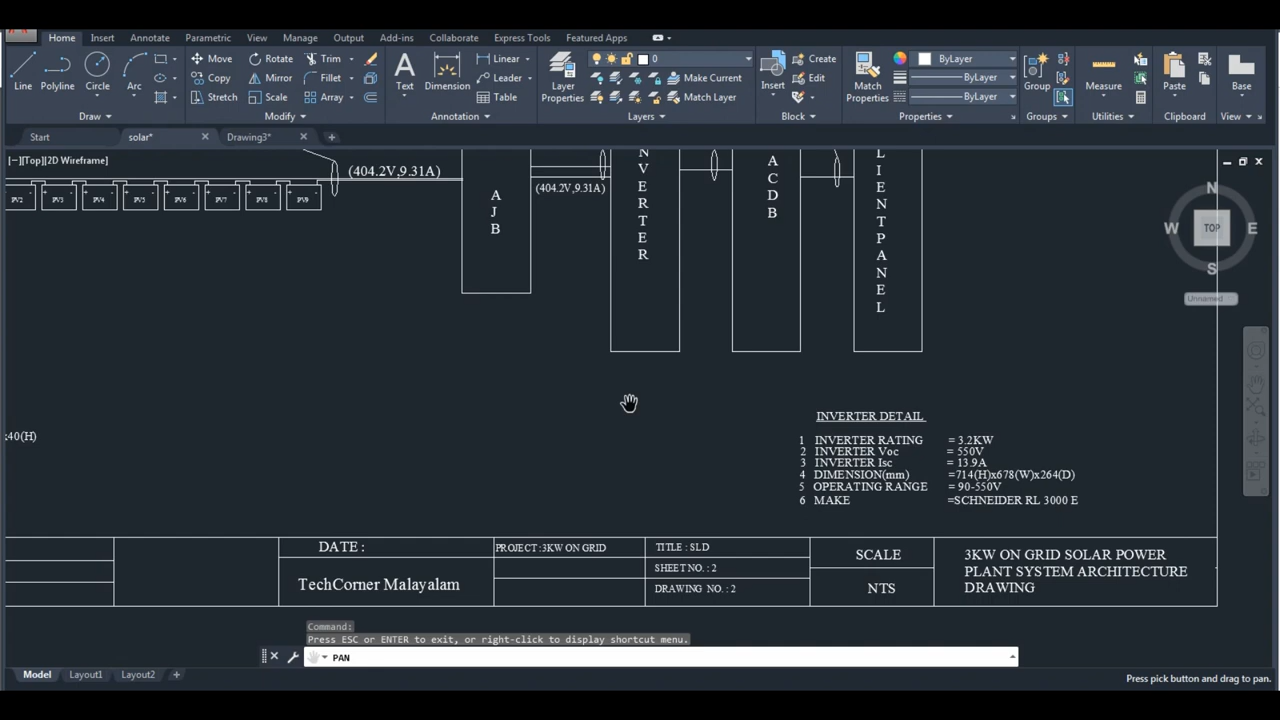 Home Insert Annotate Parametric View Manage Output Add-ins Collaborate Express Tools Featured Apps
Line Polyline Circle Arc
Move Rotate Trim
Copy Mirror Fillet
Stretch Scale Array
Text Dimension
Linear
Leader
Table
Layer Properties
0
Make Current
Match Layer
Insert
Create
Edit
Match Properties
ByLayer
ByLayer
ByLayer
Group
Measure
Paste
Base
Draw Modify Annotation Layers Block Properties Groups Utilities Clipboard View
Start solar* Drawing3*
[−][Top][2D Wireframe]
N
W TOP E
S
Unnamed
(404.2V,9.31A)
PV2 PV3 PV4 PV5 PV6 PV7 PV8 PV9
(404.2V,9.31A)
A
J
B
N
V
E
R
T
E
R
A
C
D
B
L
I
E
N
T
P
A
N
E
L
x40(H)
INVERTER DETAIL
1 INVERTER RATING = 3.2KW
2 INVERTER Voc = 550V
3 INVERTER Isc = 13.9A
4 DIMENSION(mm) =714(H)x678(W)x264(D)
5 OPERATING RANGE = 90-550V
6 MAKE =SCHNEIDER RL 3000 E
DATE :
TechCorner Malayalam
PROJECT :3KW ON GRID
TITLE : SLD
SHEET NO. : 2
DRAWING NO. : 2
SCALE
NTS
3KW ON GRID SOLAR POWER
PLANT SYSTEM ARCHITECTURE
DRAWING
Command:
Press ESC or ENTER to exit, or right-click to display shortcut menu.
PAN
Model Layout1 Layout2
Press pick button and drag to pan.